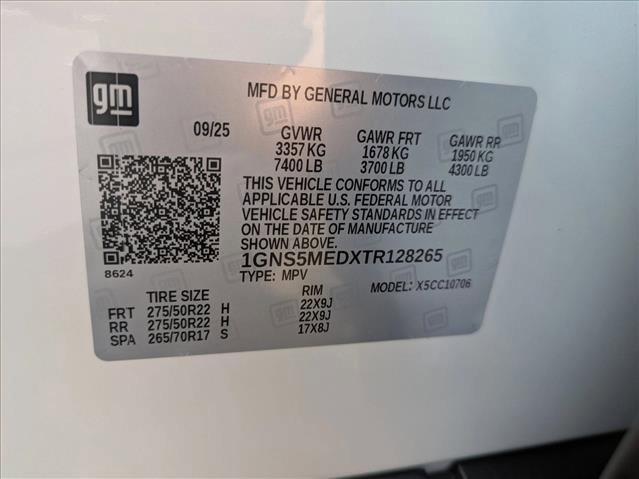 gm
MFD BY GENERAL MOTORS LLC
09/25 GVWR GAWR FRT GAWR RR
3357 KG 1678 KG 1950 KG
7400 LB 3700 LB 4300 LB
THIS VEHICLE CONFORMS TO ALL
APPLICABLE U.S. FEDERAL MOTOR
VEHICLE SAFETY STANDARDS IN EFFECT
ON THE DATE OF MANUFACTURE
SHOWN ABOVE.
8624 1GNS5MEDXTR128265
TYPE: MPV MODEL: X5CC10706
TIRE SIZE RIM
FRT 275/50R22 H 22X9J
RR 275/50R22 H 22X9J
SPA 265/70R17 S 17X8J